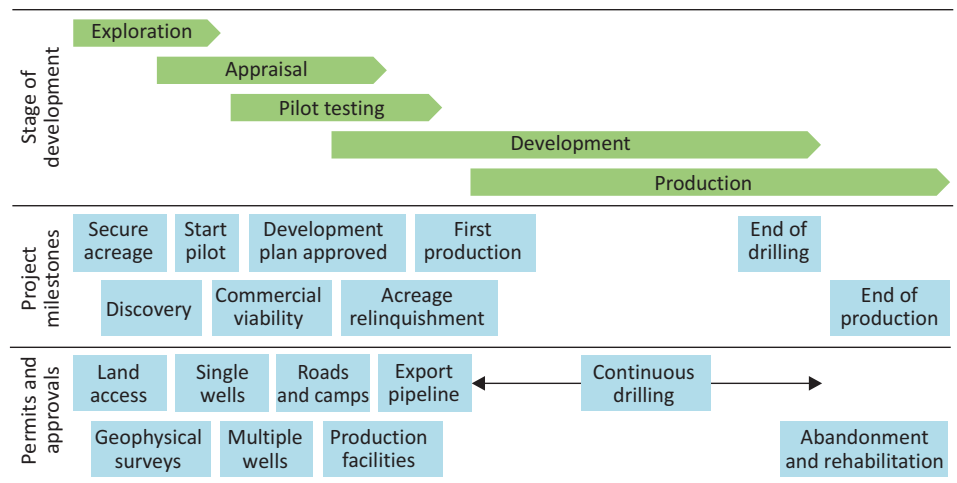 Stage of
development
Exploration
Appraisal
Pilot testing
Development
Production
Project
milestones
Secure
acreage
Start
pilot
Development
plan approved
First
production
End of
drilling
Discovery
Commercial
viability
Acreage
relinquishment
End of
production
Permits and
approvals
Land
access
Single
wells
Roads
and camps
Export
pipeline
Continuous
drilling
Geophysical
surveys
Multiple
wells
Production
facilities
Abandonment
and rehabilitation